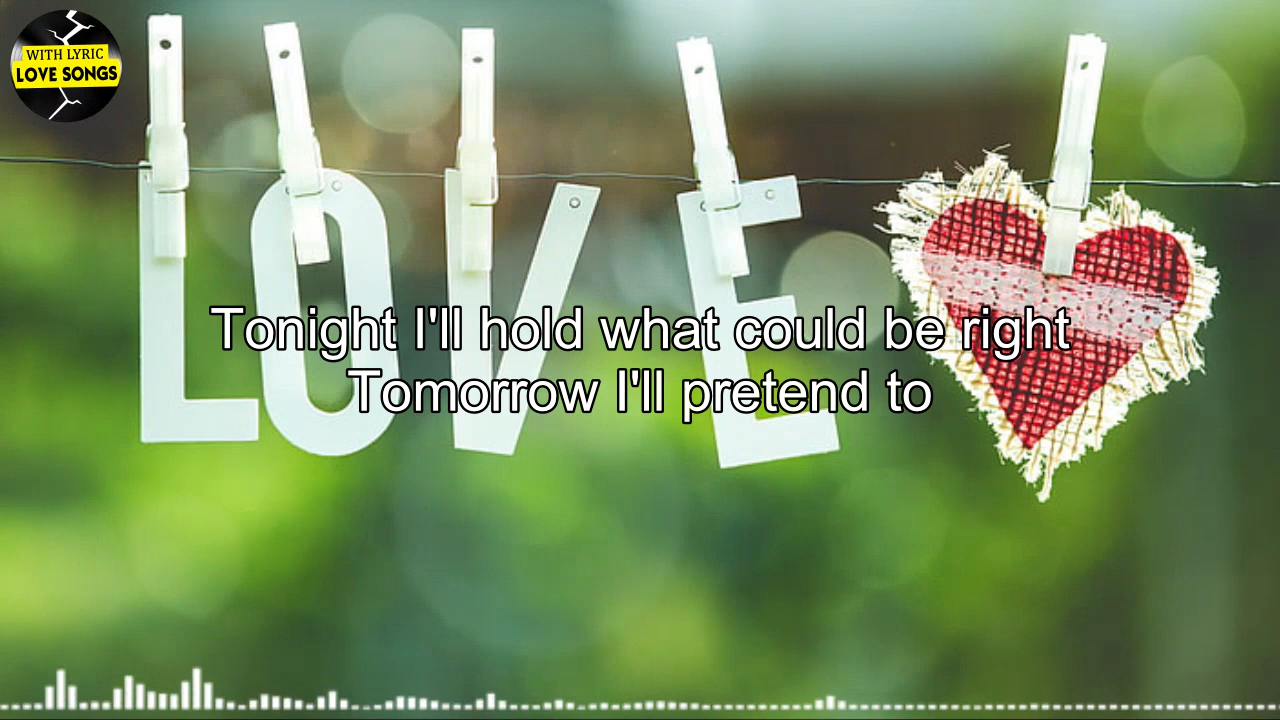 WITH LYRIC
LOVE SONGS
LOVE
Tonight I'll hold what could be right
Tomorrow I'll pretend to